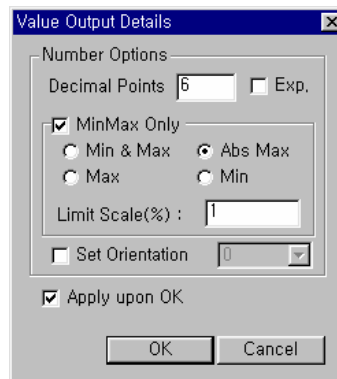 Value Output Details
Number Options
Decimal Points 6 Exp.
MinMax Only
Min & Max Abs Max
Max Min
Limit Scale(%) : 1
Set Orientation 0
Apply upon OK
OK Cancel